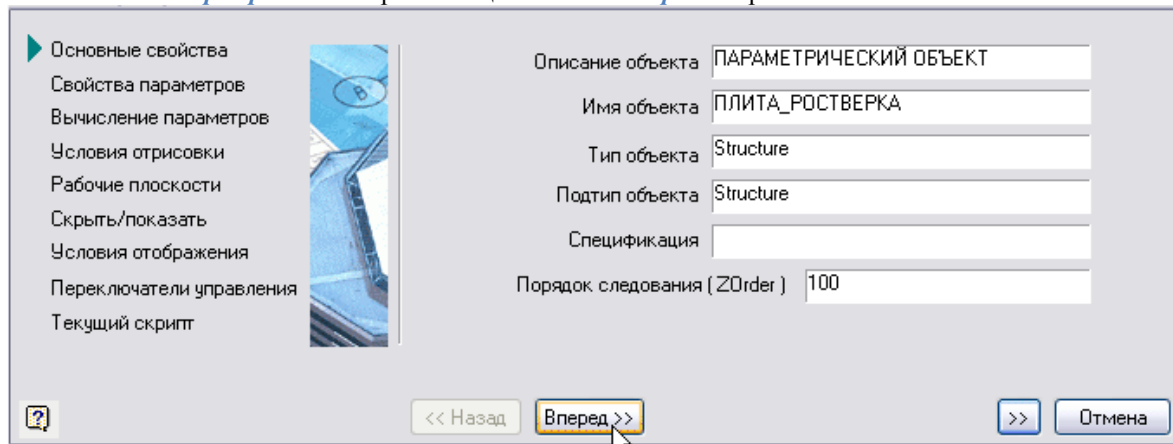 Основные свойства
Свойства параметров
Вычисление параметров
Условия отрисовки
Рабочие плоскости
Скрыть/показать
Условия отображения
Переключатели управления
Текущий скрипт
Описание объекта ПАРАМЕТРИЧЕСКИЙ ОБЪЕКТ
Имя объекта ПЛИТА_РОСТВЕРКА
Тип объекта Structure
Подтип объекта Structure
Спецификация
Порядок следования ( ZOrder ) 100
<< Назад Вперед >> >> Отмена